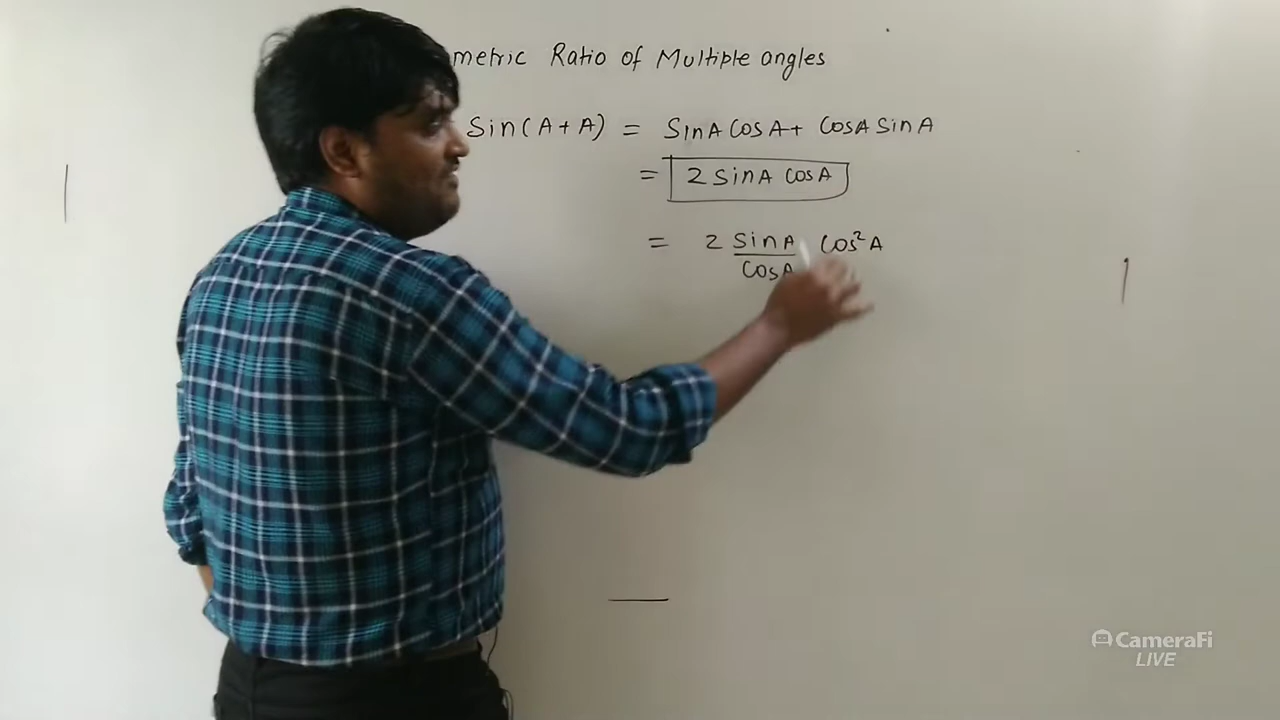 metric Ratio of Multiple angles
Sin(A+A) = SinA CosA + CosA SinA
= 2 SinA CosA
= 2 SinA/CosA Cos²A
CameraFi
LIVE